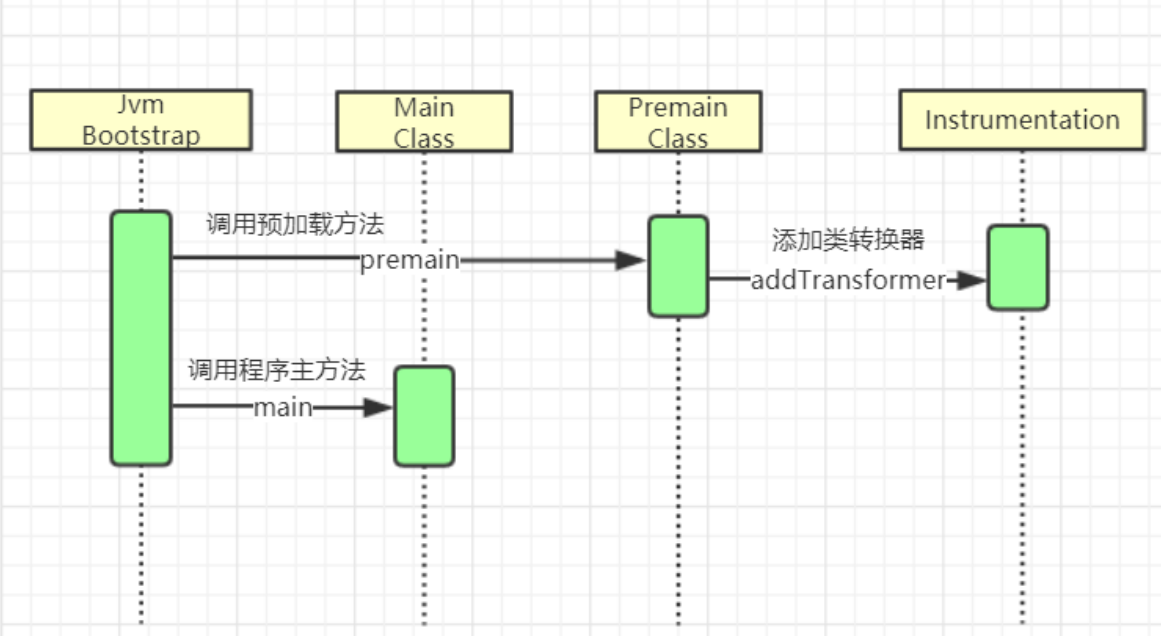 Jvm
Bootstrap
Main
Class
Premain
Class
Instrumentation
调用预加载方法
premain
添加类转换器
addTransformer
调用程序主方法
main